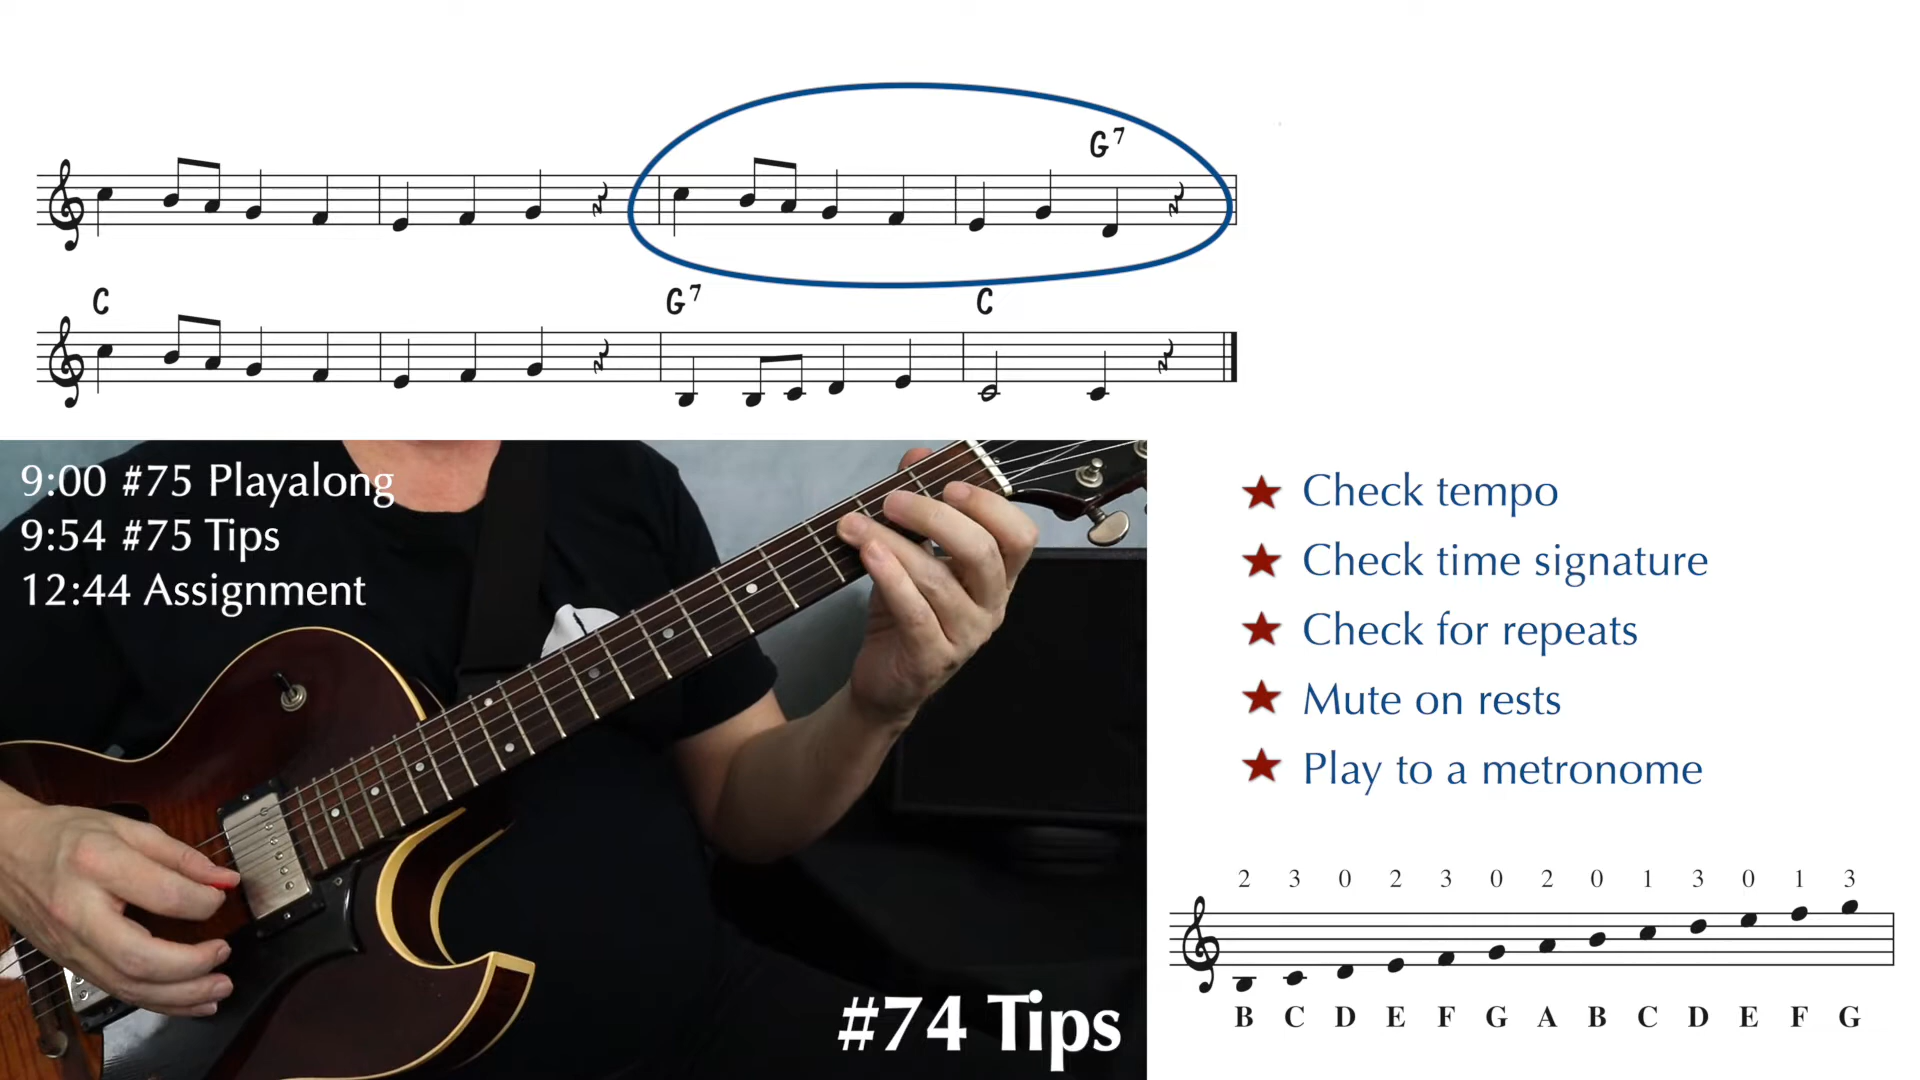 G7
C G7 C
9:00 #75 Playalong
9:54 #75 Tips
12:44 Assignment
#74 Tips
Check tempo
Check time signature
Check for repeats
Mute on rests
Play to a metronome
2 3 0 2 3 0 2 0 1 3 0 1 3
B C D E F G A B C D E F G